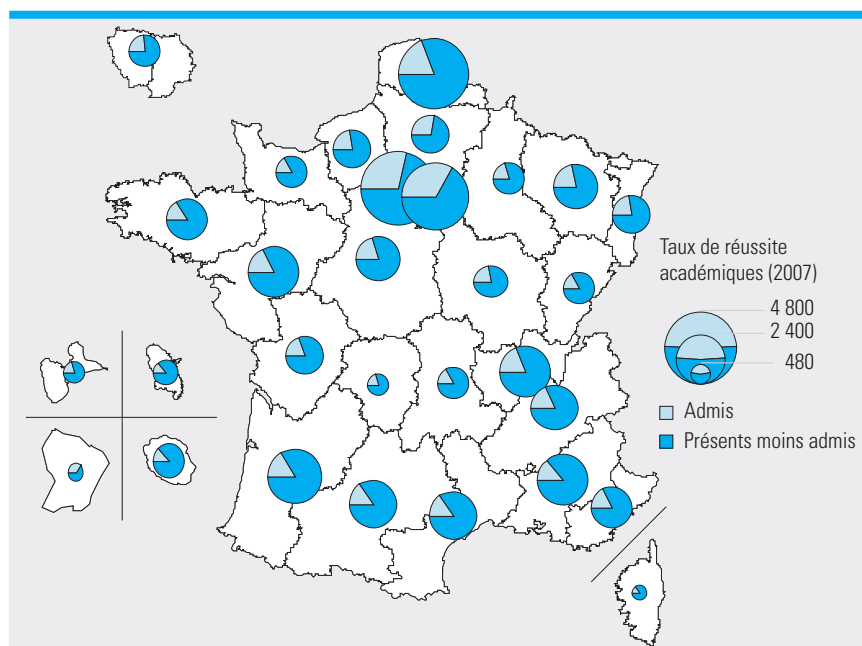 Taux de réussite
académiques (2007)
4 800
2 400
480
Admis
Présents moins admis